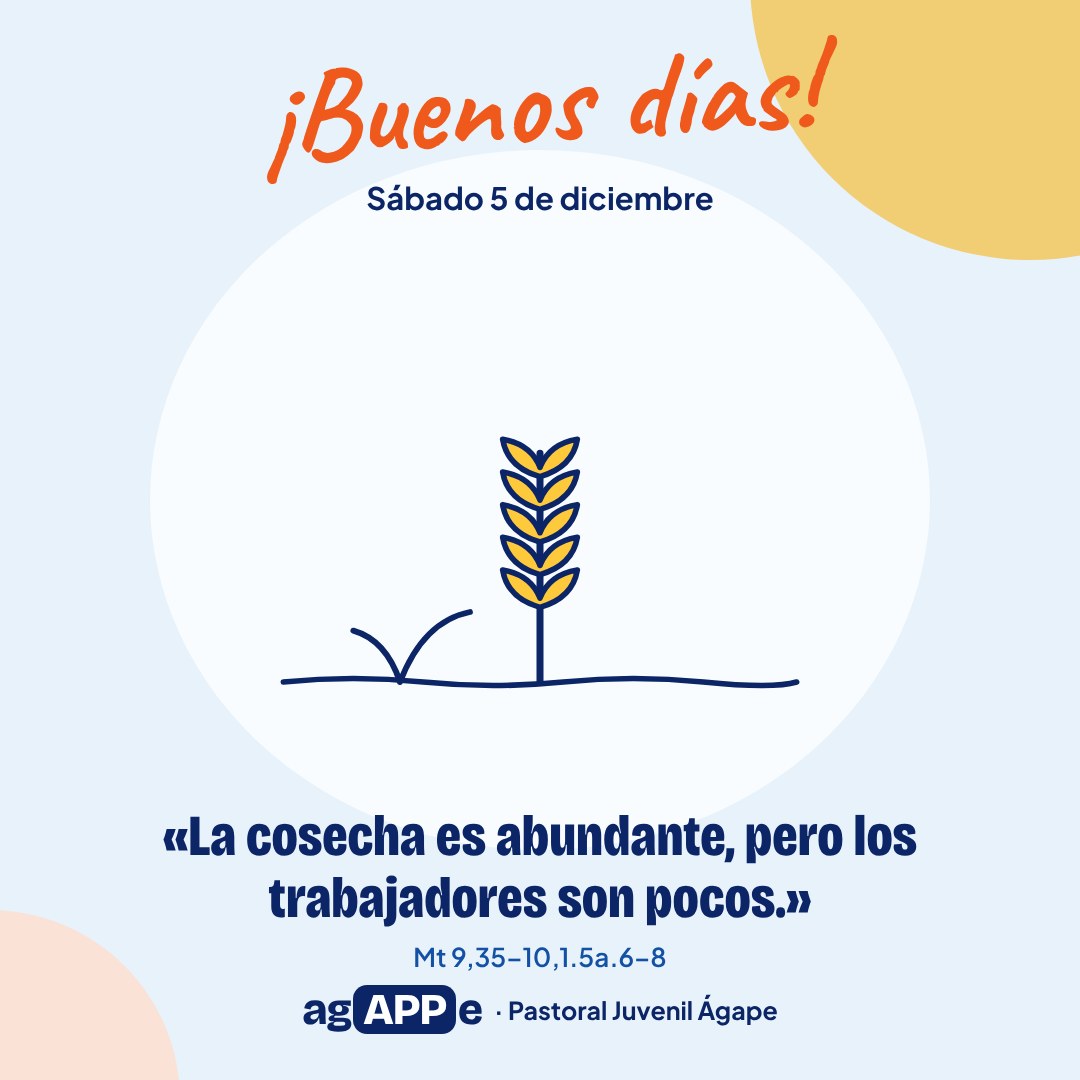 ¡Buenos días!
Sábado 5 de diciembre
«La cosecha es abundante, pero los
trabajadores son pocos.»
Mt 9,35–10,1.5a.6–8
agAPPe · Pastoral Juvenil Ágape